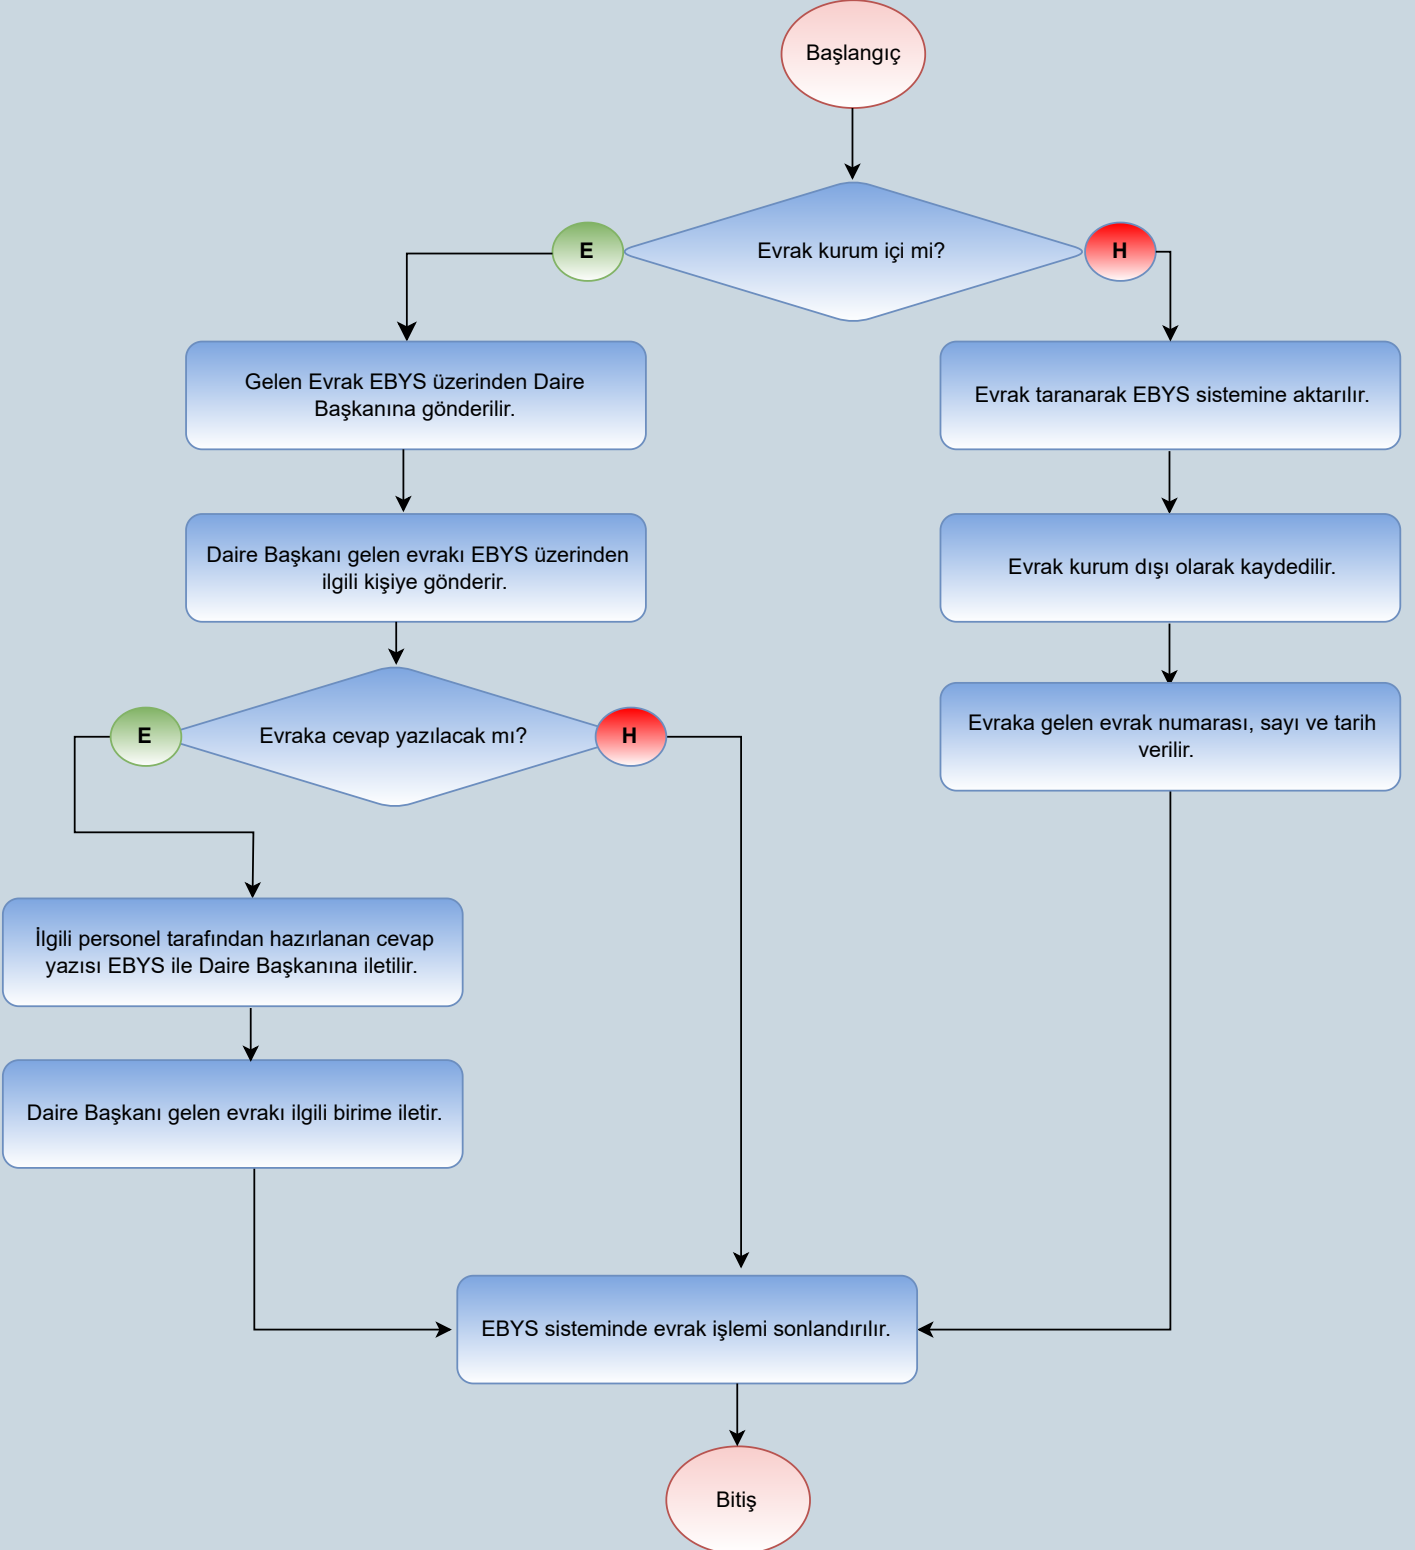 Başlangıç
Evrak kurum içi mi?
E
H
Gelen Evrak EBYS üzerinden Daire
Başkanına gönderilir.
Evrak taranarak EBYS sistemine aktarılır.
Daire Başkanı gelen evrakı EBYS üzerinden
ilgili kişiye gönderir.
Evrak kurum dışı olarak kaydedilir.
E
Evraka cevap yazılacak mı?
H
Evraka gelen evrak numarası, sayı ve tarih
verilir.
İlgili personel tarafından hazırlanan cevap
yazısı EBYS ile Daire Başkanına iletilir.
Daire Başkanı gelen evrakı ilgili birime iletir.
EBYS sisteminde evrak işlemi sonlandırılır.
Bitiş